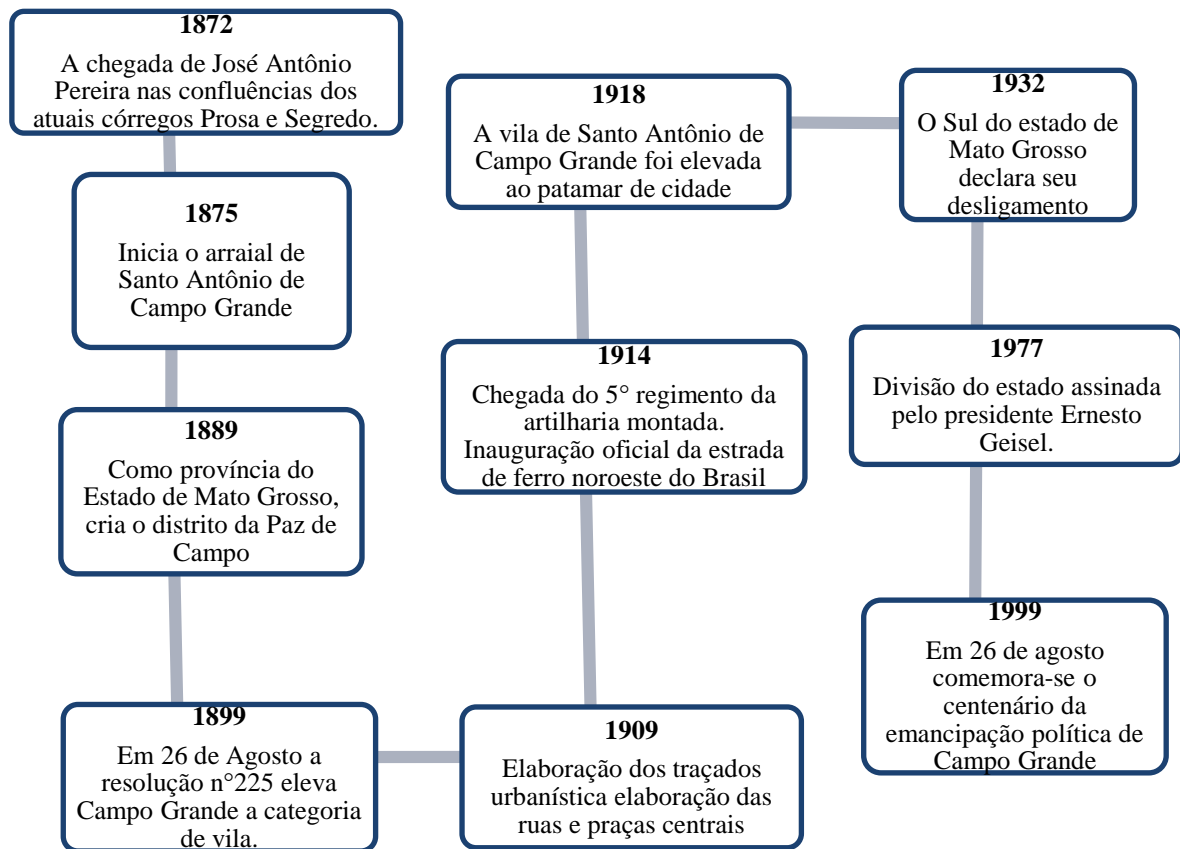 1872
A chegada de José Antônio
Pereira nas confluências dos
atuais córregos Prosa e Segredo.
1875
Inicia o arraial de
Santo Antônio de
Campo Grande
1889
Como província do
Estado de Mato Grosso,
cria o distrito da Paz de
Campo
1899
Em 26 de Agosto a
resolução n°225 eleva
Campo Grande a categoria
de vila.
1909
Elaboração dos traçados
urbanística elaboração das
ruas e praças centrais
1914
Chegada do 5° regimento da
artilharia montada.
Inauguração oficial da estrada
de ferro noroeste do Brasil
1918
A vila de Santo Antônio de
Campo Grande foi elevada
ao patamar de cidade
1932
O Sul do estado de
Mato Grosso
declara seu
desligamento
1977
Divisão do estado assinada
pelo presidente Ernesto
Geisel.
1999
Em 26 de agosto
comemora-se o
centenário da
emancipação política de
Campo Grande